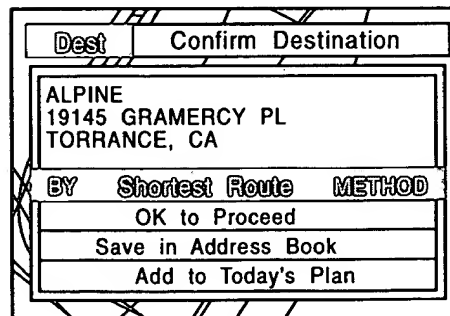 Dest Confirm Destination
ALPINE
19145 GRAMERCY PL
TORRANCE, CA
BY Shortest Route METHOD
OK to Proceed
Save in Address Book
Add to Today's Plan